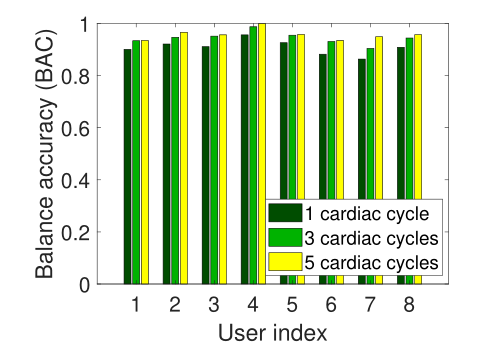 Balance accuracy (BAC)
1
0.8
0.6
0.4
0.2
0
1 cardiac cycle
3 cardiac cycles
5 cardiac cycles
1 2 3 4 5 6 7 8
User index